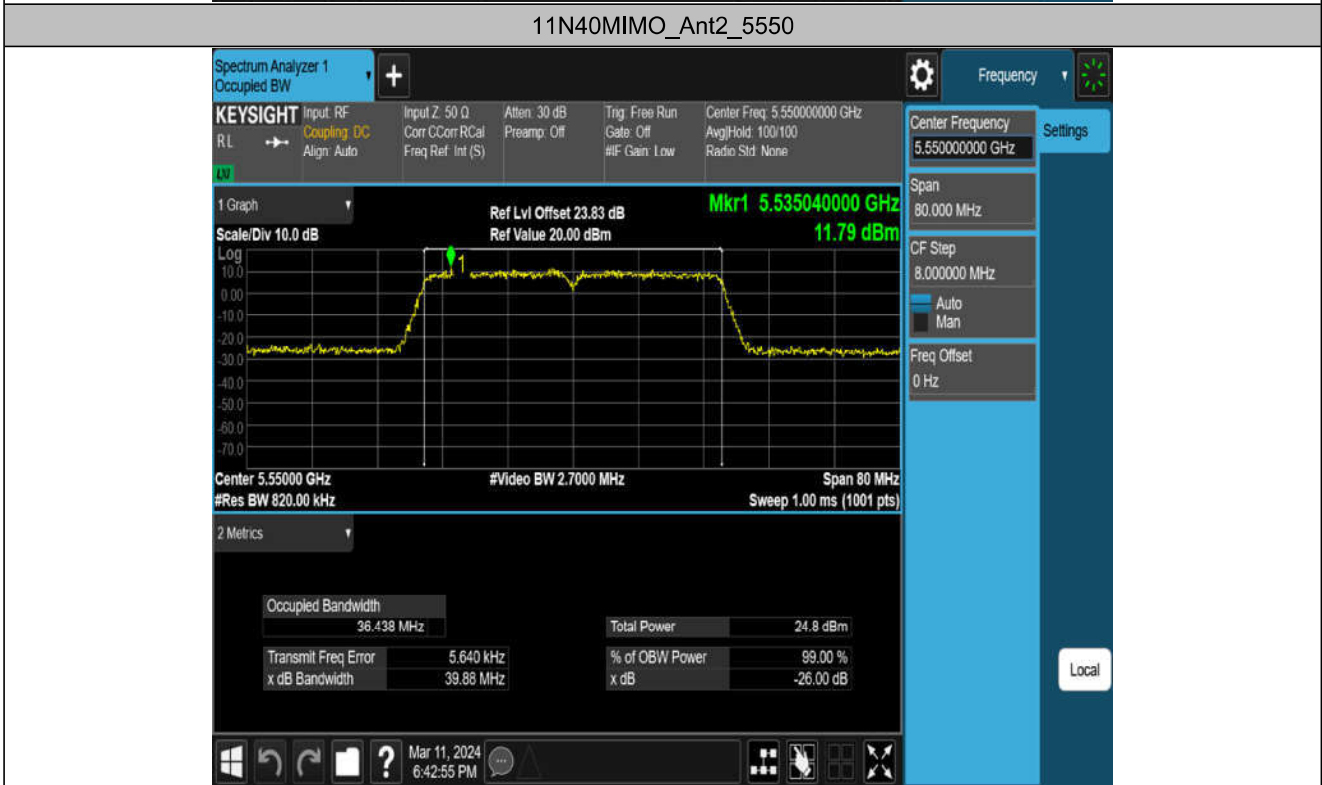 11N40MIMO_Ant2_5550
Spectrum Analyzer 1
Occupied BW
Frequency
KEYSIGHT
RL
Input: RF
Coupling: DC
Align: Auto
Input Z: 50 Ω
Corr CCorr RCal
Freq Ref: Int (S)
Atten: 30 dB
Preamp: Off
Trig: Free Run
Gate: Off
#IF Gain: Low
Center Freq: 5.550000000 GHz
Avg|Hold: 100/100
Radio Std: None
1 Graph
Scale/Div 10.0 dB
Ref Lvl Offset 23.83 dB
Ref Value 20.00 dBm
Mkr1 5.535040000 GHz
11.79 dBm
Log
10.0
0.00
-10.0
-20.0
-30.0
-40.0
-50.0
-60.0
-70.0
1
Center 5.55000 GHz
#Res BW 820.00 kHz
#Video BW 2.7000 MHz
Span 80 MHz
Sweep 1.00 ms (1001 pts)
2 Metrics
Occupied Bandwidth
36.438 MHz
Total Power 24.8 dBm
Transmit Freq Error 5.640 kHz
% of OBW Power 99.00 %
x dB Bandwidth 39.88 MHz
x dB -26.00 dB
Center Frequency
5.550000000 GHz
Settings
Span
80.000 MHz
CF Step
8.000000 MHz
Auto
Man
Freq Offset
0 Hz
Local
Mar 11, 2024
6:42:55 PM